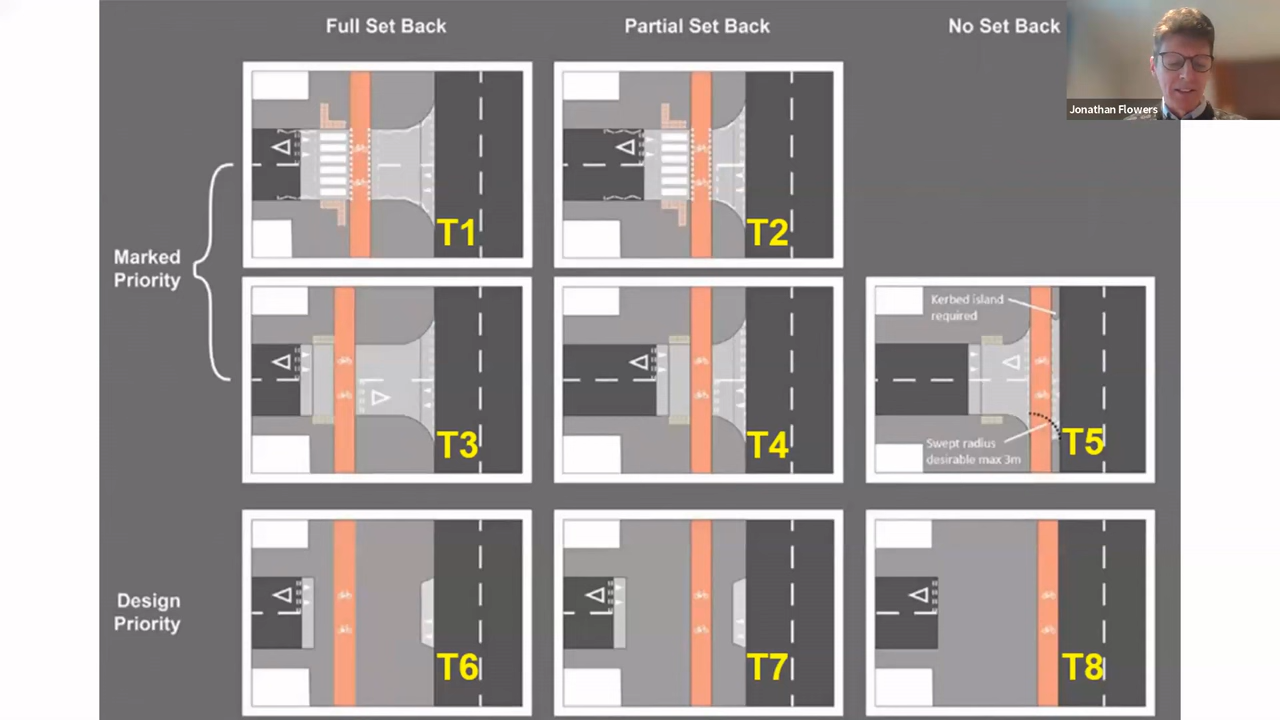 Full Set Back
Partial Set Back
No Set Back
Jonathan Flowers
T1
T2
Marked
Priority
T3
T4
Kerbed island
required
Swept radius
desirable max 3m
T5
Design
Priority
T6
T7
T8